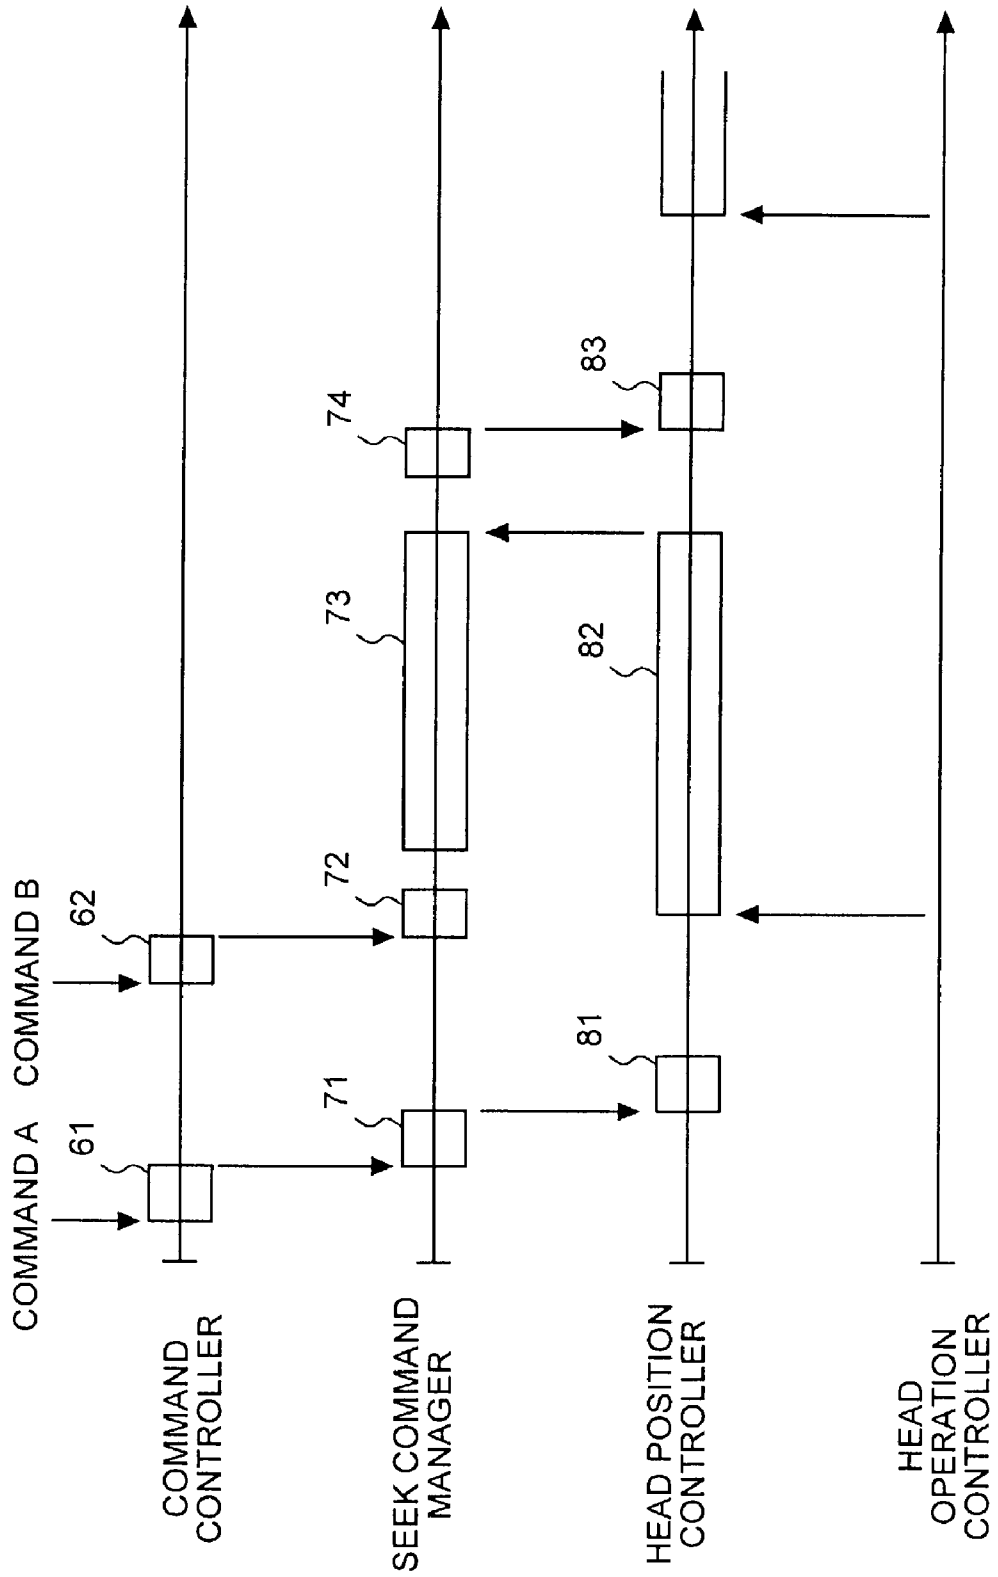 COMMAND A COMMAND B
61
62
COMMAND
CONTROLLER
71
72
73
74
SEEK COMMAND
MANAGER
81
82
83
HEAD POSITION
CONTROLLER
HEAD
OPERATION
CONTROLLER